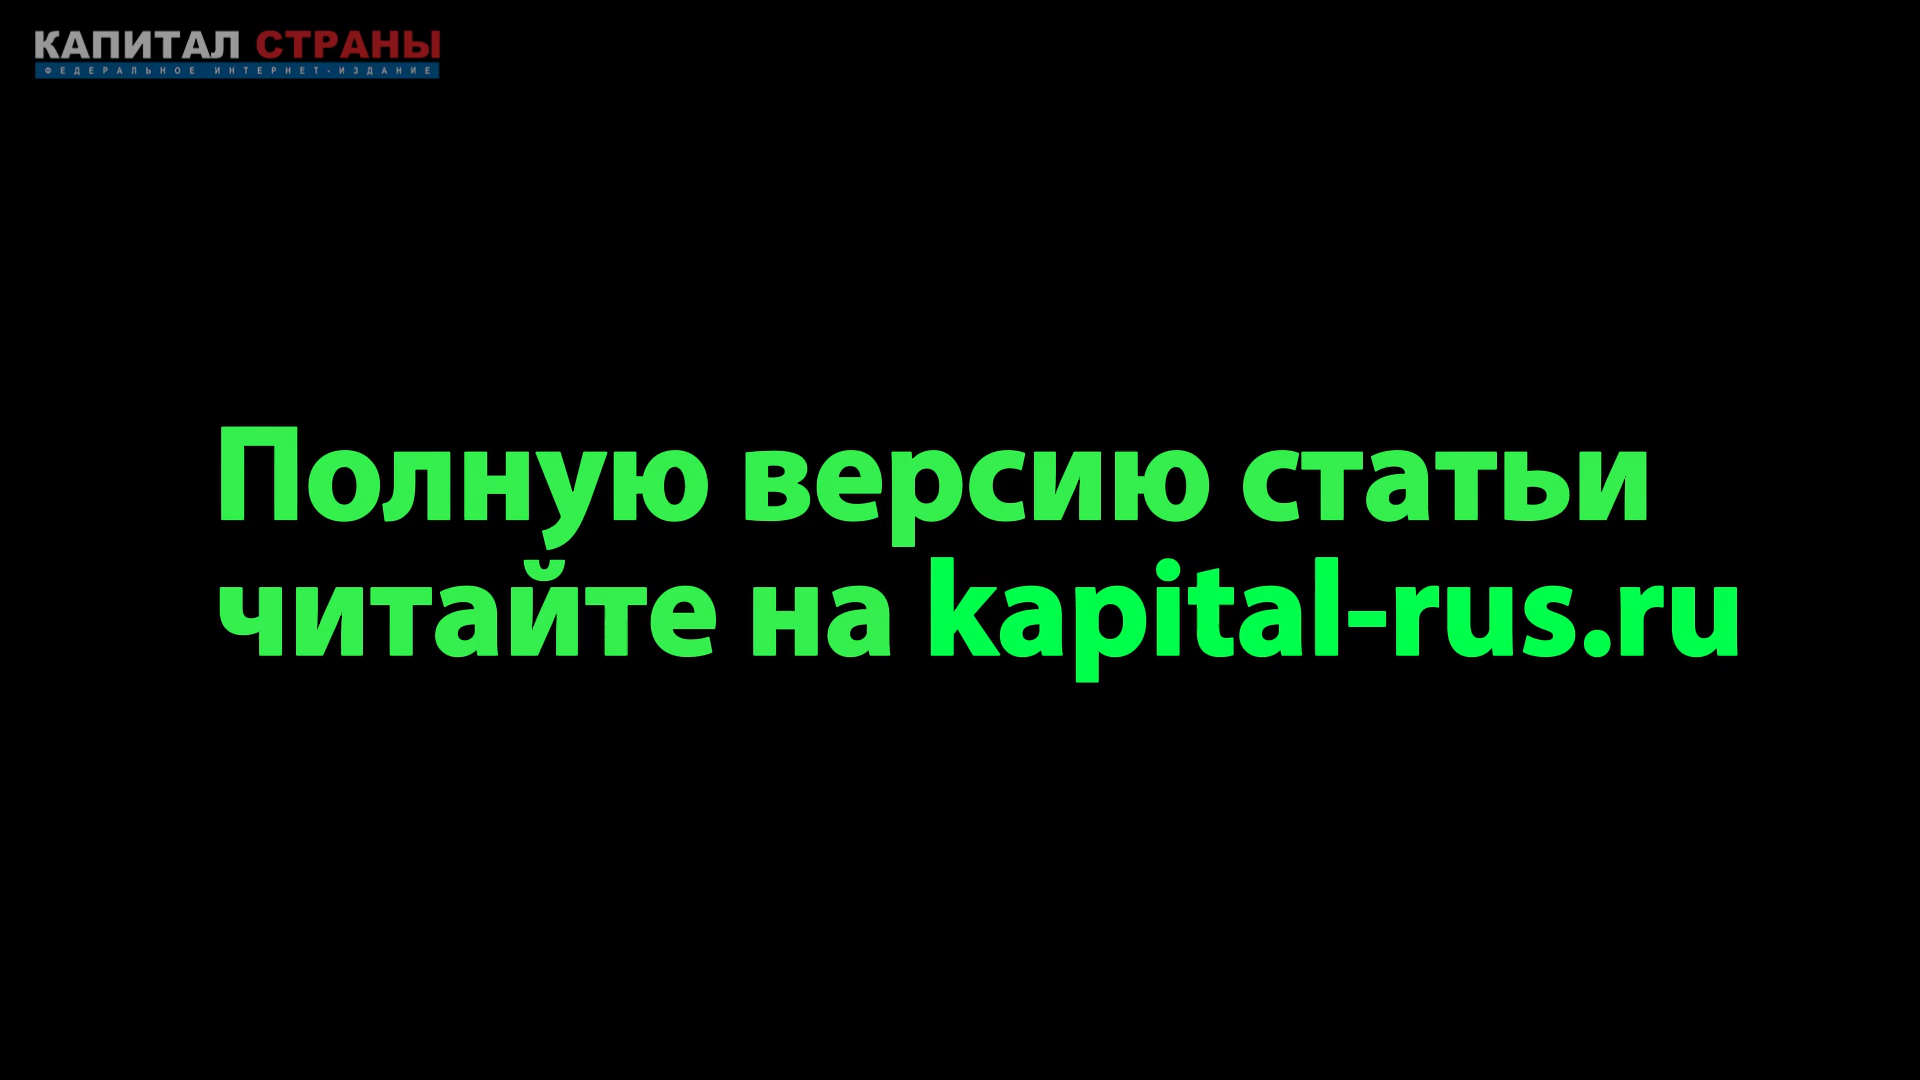 КАПИТАЛ СТРАНЫ
ФЕДЕРАЛЬНОЕ ИНТЕРНЕТ-ИЗДАНИЕ
Полную версию статьи
читайте на kapital-rus.ru